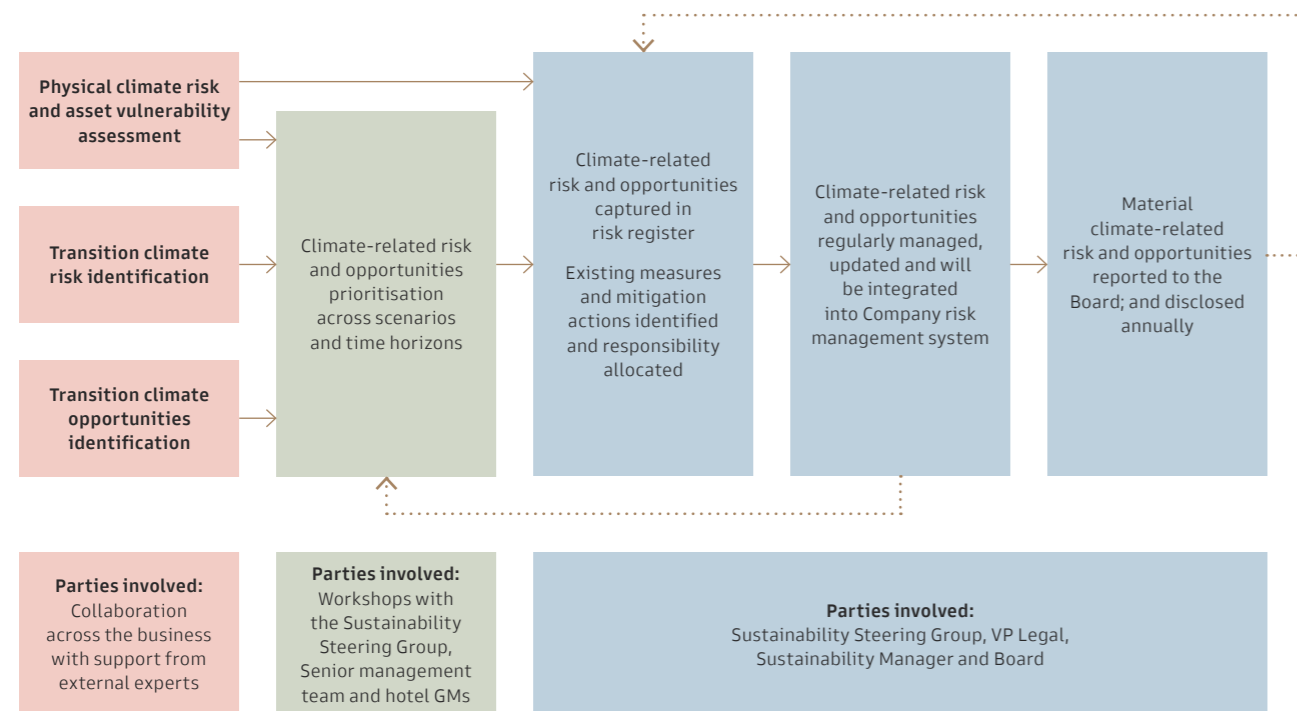 Physical climate risk
and asset vulnerability
assessment
Transition climate
risk identification
Transition climate
opportunities
identification
Climate-related risk
and opportunities
prioritisation
across scenarios
and time horizons
Climate-related
risk and opportunities
captured in
risk register
Existing measures
and mitigation
actions identified
and responsibility
allocated
Climate-related risk
and opportunities
regularly managed,
updated and will
be integrated
into Company risk
management system
Material
climate-related
risk and opportunities
reported to the
Board; and disclosed
annually
Parties involved:
Collaboration
across the business
with support from
external experts
Parties involved:
Workshops with
the Sustainability
Steering Group,
Senior management
team and hotel GMs
Parties involved:
Sustainability Steering Group, VP Legal,
Sustainability Manager and Board